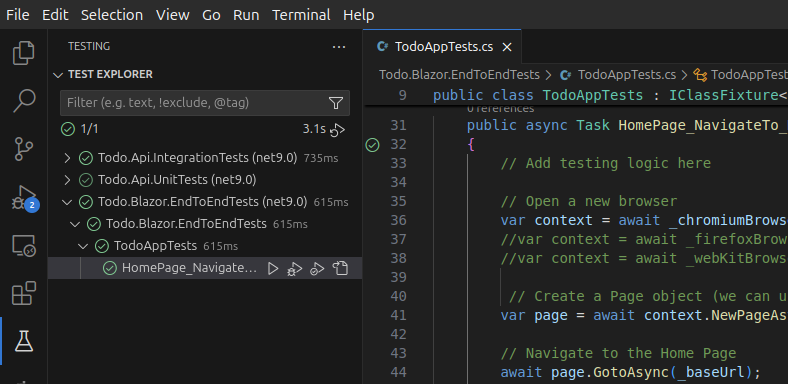 File Edit Selection View Go Run Terminal Help
TESTING
TEST EXPLORER
Filter (e.g. text, !exclude, @tag)
1/1 3.1s
Todo.Api.IntegrationTests (net9.0) 735ms
Todo.Api.UnitTests (net9.0)
Todo.Blazor.EndToEndTests (net9.0) 615ms
Todo.Blazor.EndToEndTests 615ms
TodoAppTests 615ms
HomePage_Navigate...
2
TodoAppTests.cs
Todo.Blazor.EndToEndTests > TodoAppTests.cs > TodoAppTest
9 public class TodoAppTests : IClassFixture<
0 references
31 public async Task HomePage_NavigateTo_
32 {
33 // Add testing logic here
34
35 // Open a new browser
36 var context = await _chromiumBrows
37 //var context = await _firefoxBrow
38 //var context = await _webKitBrows
39
40 // Create a Page object (we can u
41 var page = await context.NewPageAs
42
43 // Navigate to the Home Page
44 await page.GotoAsync(_baseUrl);